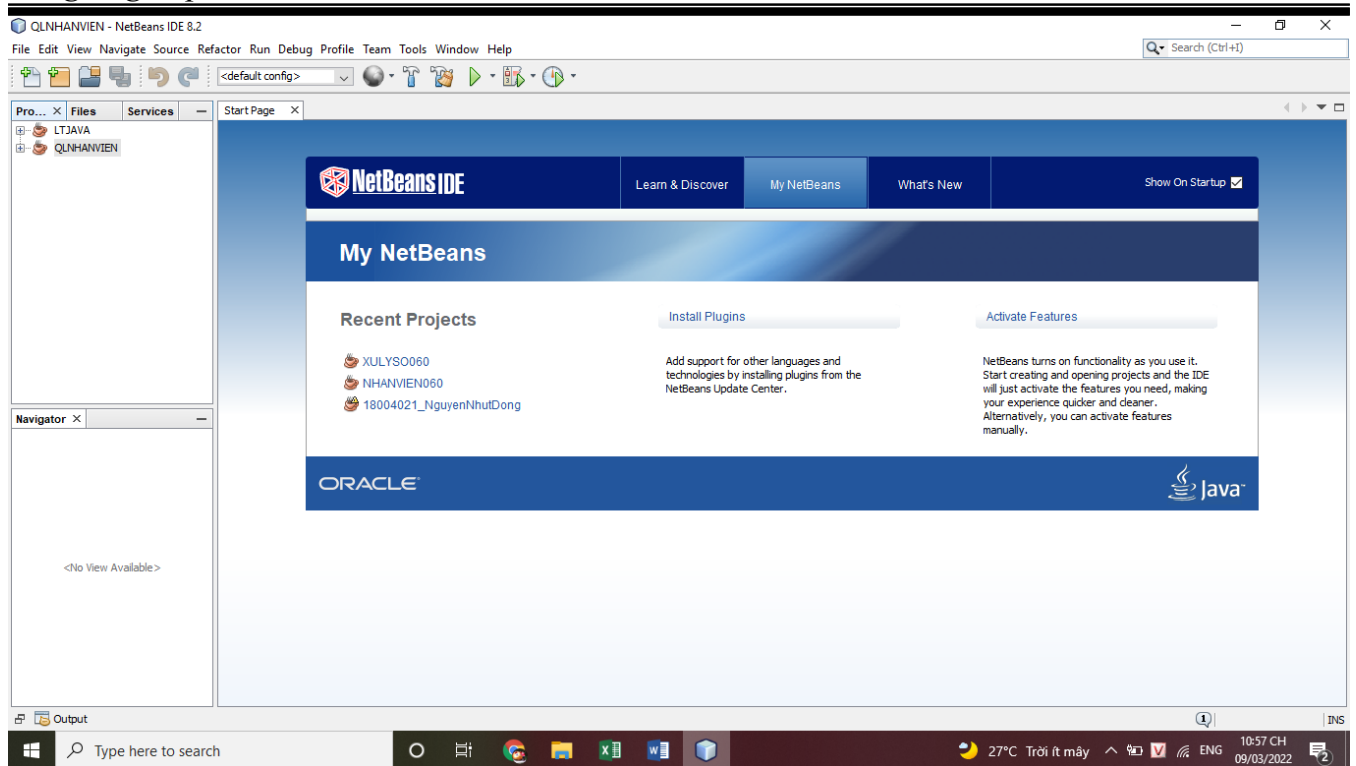 QLNHANVIEN - NetBeans IDE 8.2
File Edit View Navigate Source Refactor Run Debug Profile Team Tools Window Help
Search (Ctrl+I)
<default config>
Pro... Files Services
Start Page
LTJAVA
QLNHANVIEN
NetBeans IDE
Learn & Discover
My NetBeans
What's New
Show On Startup
My NetBeans
Recent Projects
XULYSO060
NHANVIEN060
18004021_NguyenNhutDong
Install Plugins
Add support for other languages and
technologies by installing plugins from the
NetBeans Update Center.
Activate Features
NetBeans turns on functionality as you use it.
Start creating and opening projects and the IDE
will just activate the features you need, making
your experience quicker and cleaner.
Alternatively, you can activate features
manually.
Navigator
<No View Available>
ORACLE
Java
Output
1
INS
Type here to search
27°C Trời ít mây
ENG
10:57 CH
09/03/2022
2